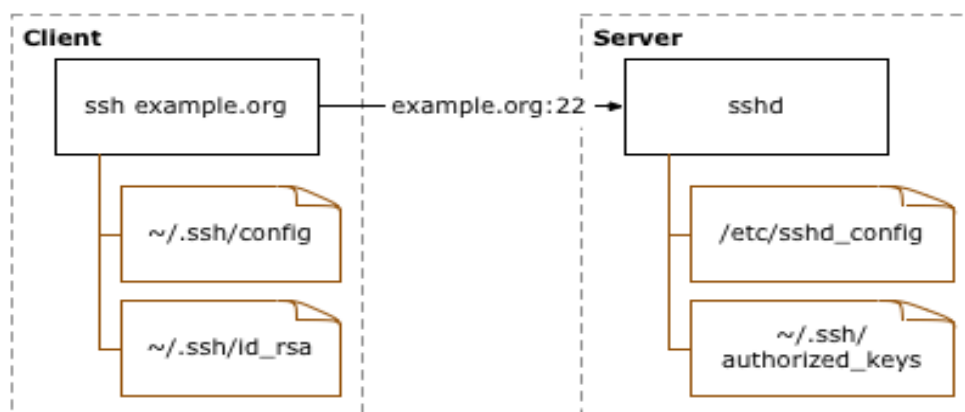 Client
Server
ssh example.org
example.org:22
sshd
~/.ssh/config
/etc/sshd_config
~/.ssh/id_rsa
~/.ssh/
authorized_keys